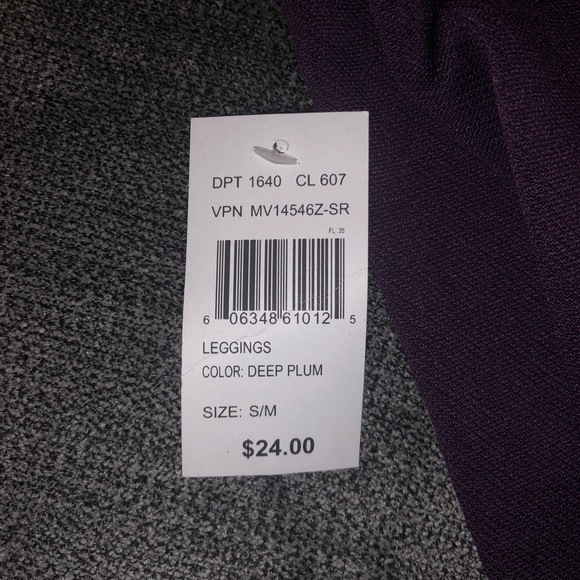 DPT 1640 CL 607
VPN MV14546Z-SR
FL 35
6 06348 61012 5
LEGGINGS
COLOR: DEEP PLUM
SIZE: S/M
$24.00